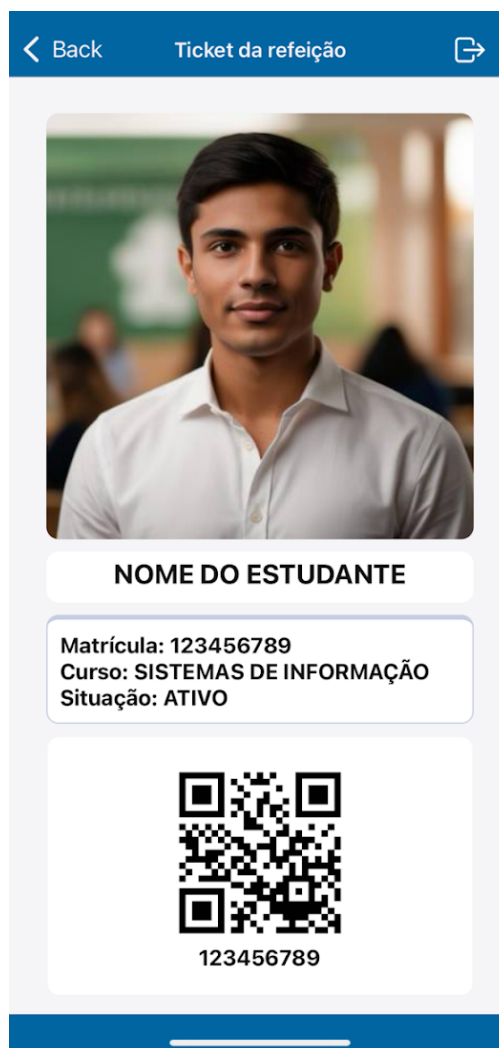 Back
Ticket da refeição
NOME DO ESTUDANTE
Matrícula: 123456789
Curso: SISTEMAS DE INFORMAÇÃO
Situação: ATIVO
123456789